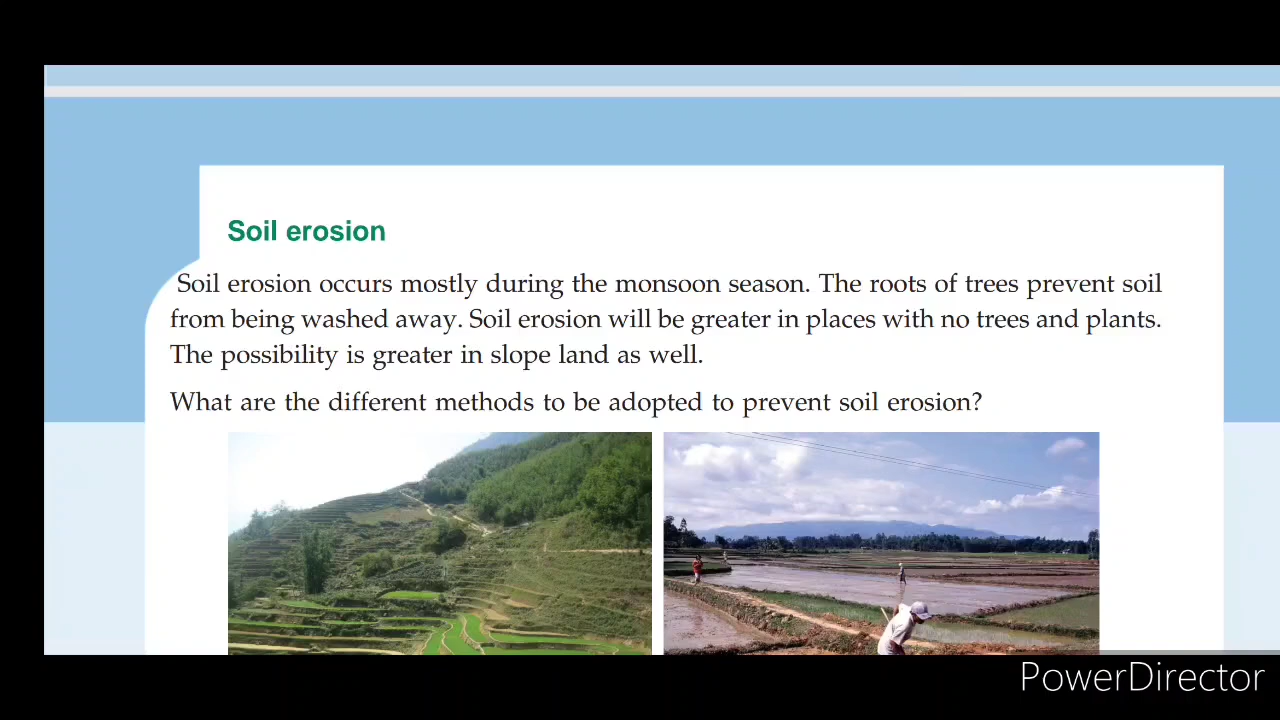 Soil erosion
Soil erosion occurs mostly during the monsoon season. The roots of trees prevent soil
from being washed away. Soil erosion will be greater in places with no trees and plants.
The possibility is greater in slope land as well.
What are the different methods to be adopted to prevent soil erosion?
PowerDirector